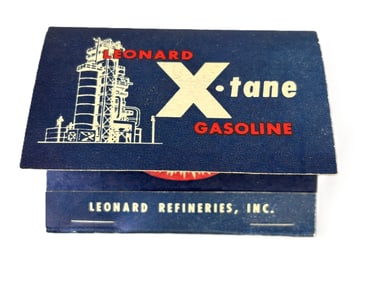 LEONARD
X-tane
GASOLINE
LEONARD REFINERIES, INC.